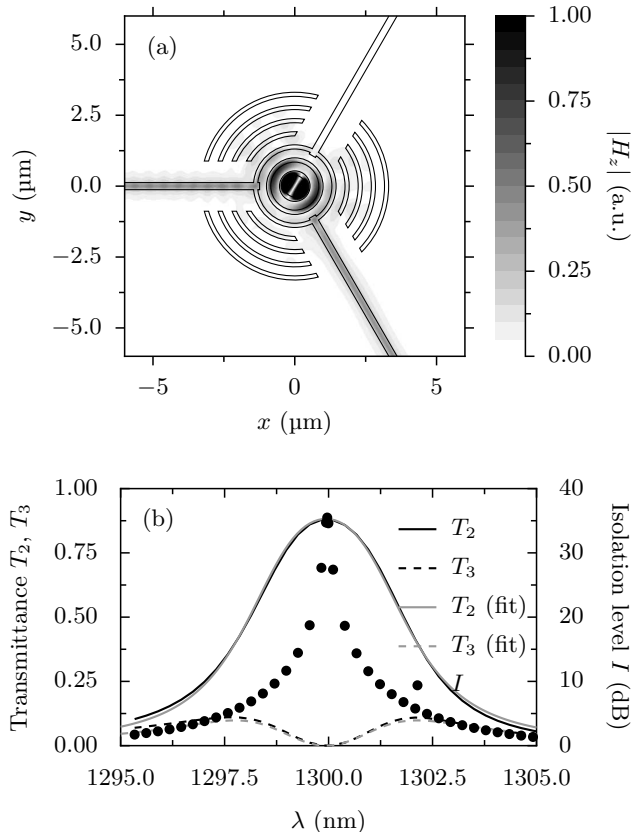 (a)
5.0
2.5
0.0
−2.5
−5.0
y (µm)
−5
0
5
x (µm)
1.00
0.75
0.50
0.25
0.00
|H_z| (a.u.)
(b)
1.00
0.75
0.50
0.25
0.00
Transmittance T_2, T_3
T_2
T_3
T_2 (fit)
T_3 (fit)
I
40
30
20
10
0
Isolation level I (dB)
1295.0
1297.5
1300.0
1302.5
1305.0
λ (nm)